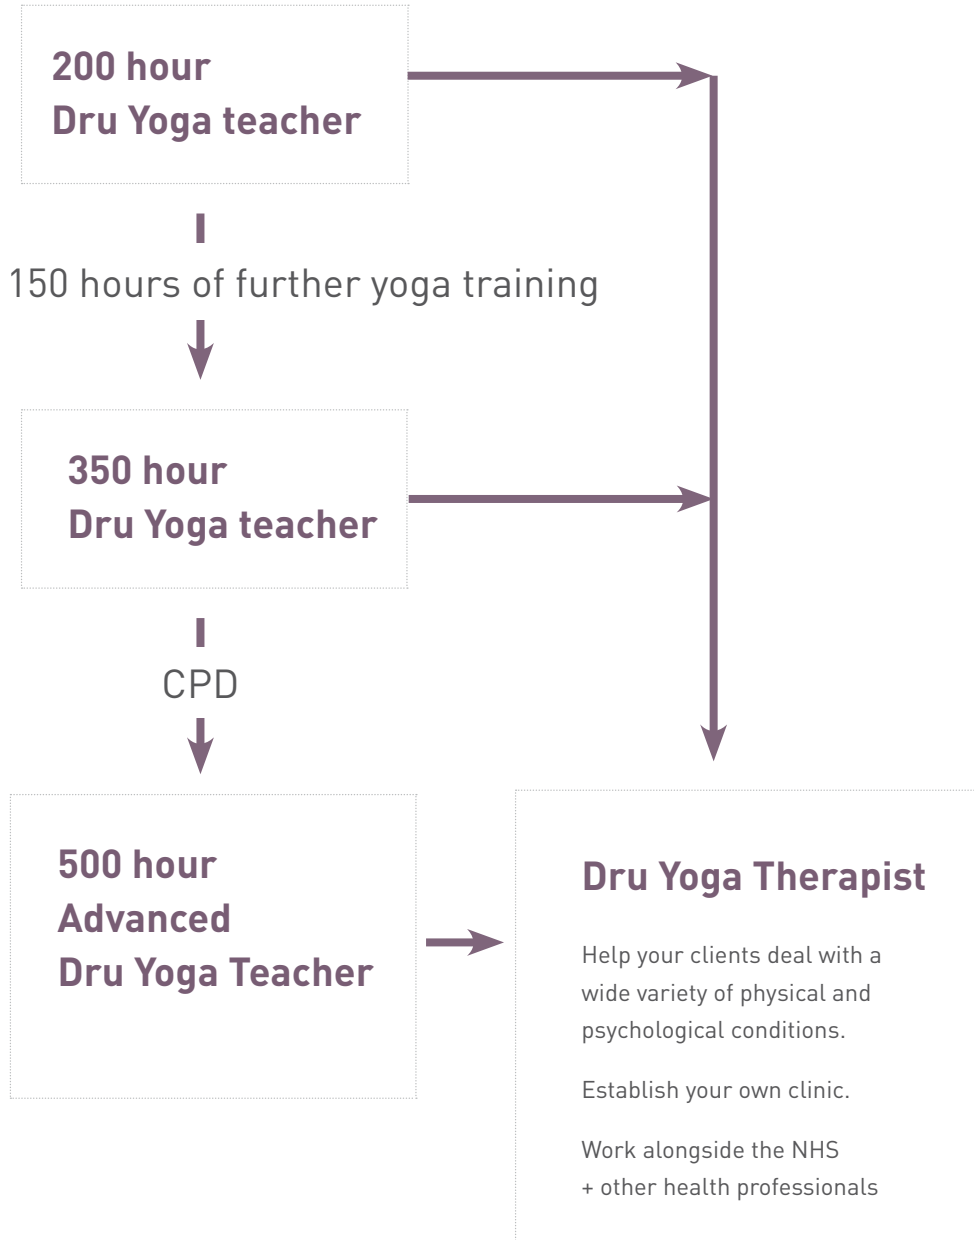 200 hour
Dru Yoga teacher
150 hours of further yoga training
350 hour
Dru Yoga teacher
CPD
500 hour
Advanced
Dru Yoga Teacher
Dru Yoga Therapist
Help your clients deal with a
wide variety of physical and
psychological conditions.
Establish your own clinic.
Work alongside the NHS
+ other health professionals